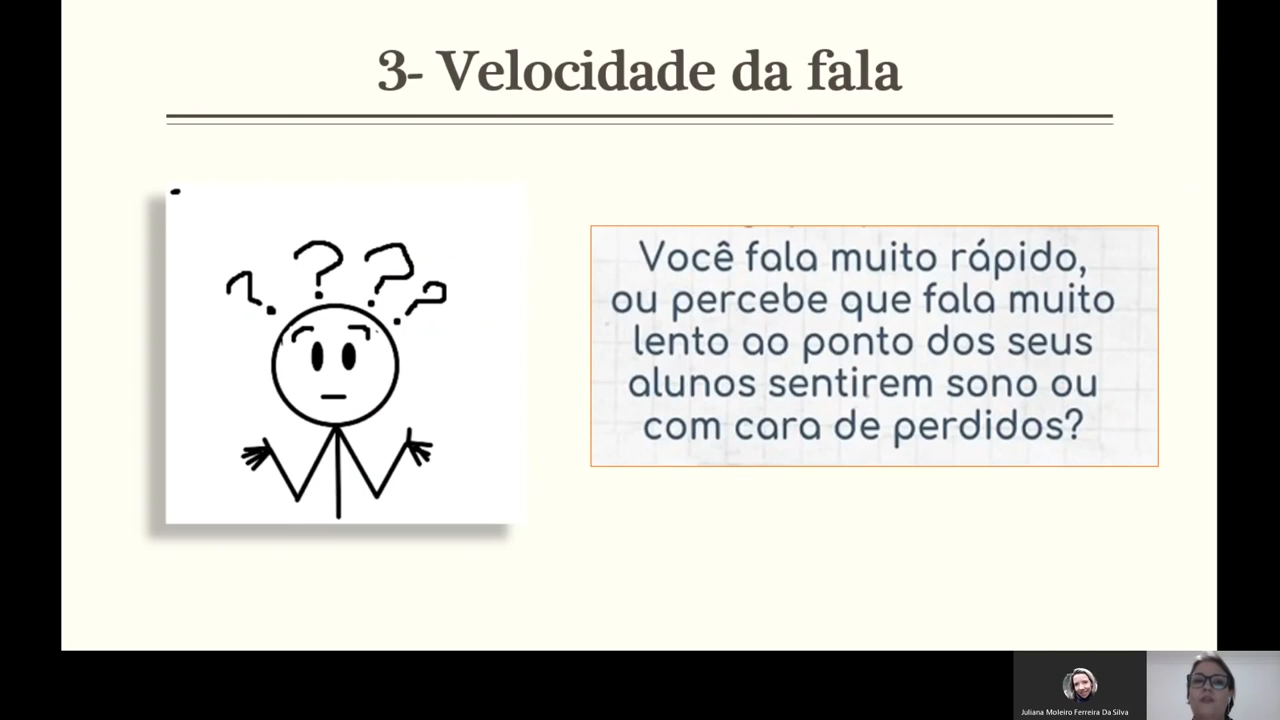 3- Velocidade da fala
? ? ? ?
Você fala muito rápido,
ou percebe que fala muito
lento ao ponto dos seus
alunos sentirem sono ou
com cara de perdidos?
Juliana Moleiro Ferreira Da Silva